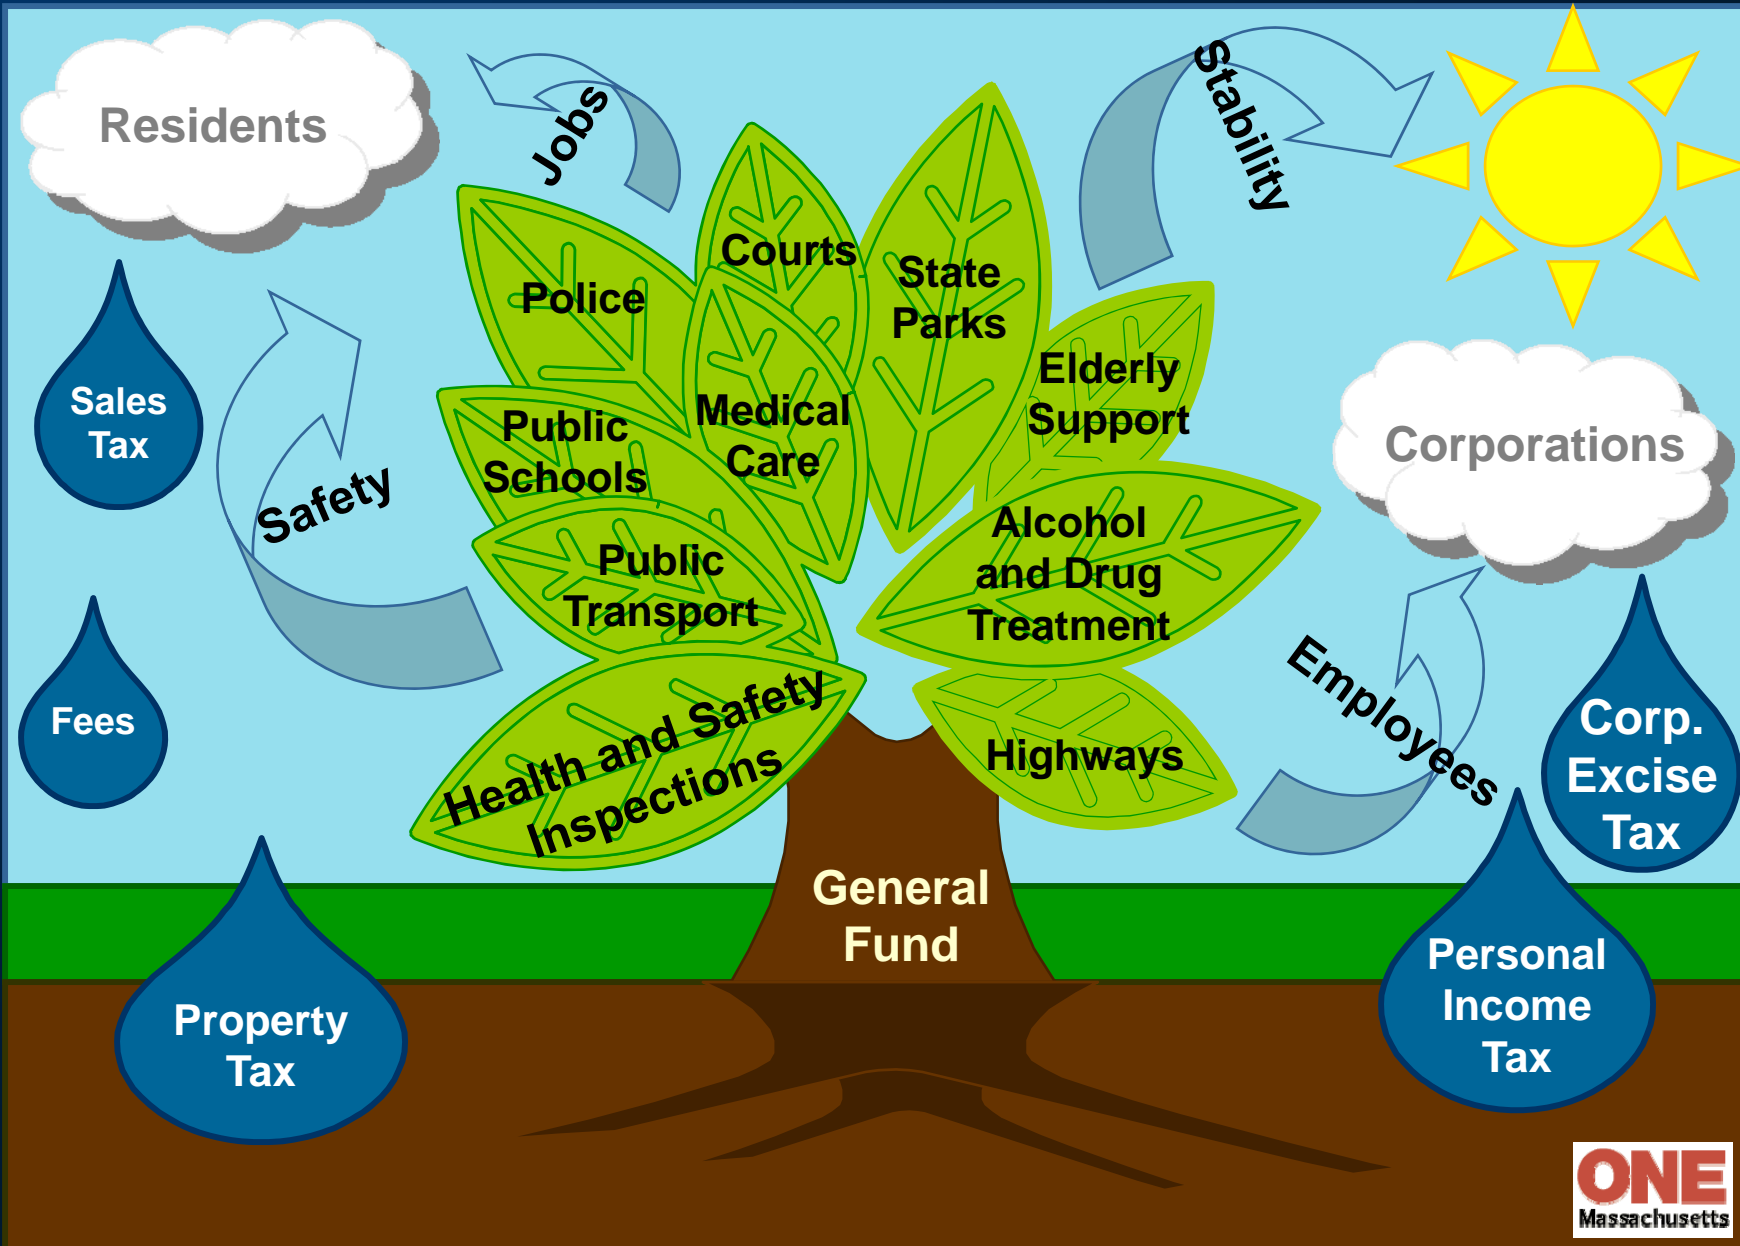 Residents
Jobs
Stability
Courts
State
Parks
Police
Elderly
Support
Sales
Tax
Public
Schools
Medical
Care
Corporations
Safety
Alcohol
and Drug
Treatment
Public
Transport
Fees
Health and Safety
Inspections
Highways
Employees
Corp.
Excise
Tax
General
Fund
Property
Tax
Personal
Income
Tax
ONE
Massachusetts